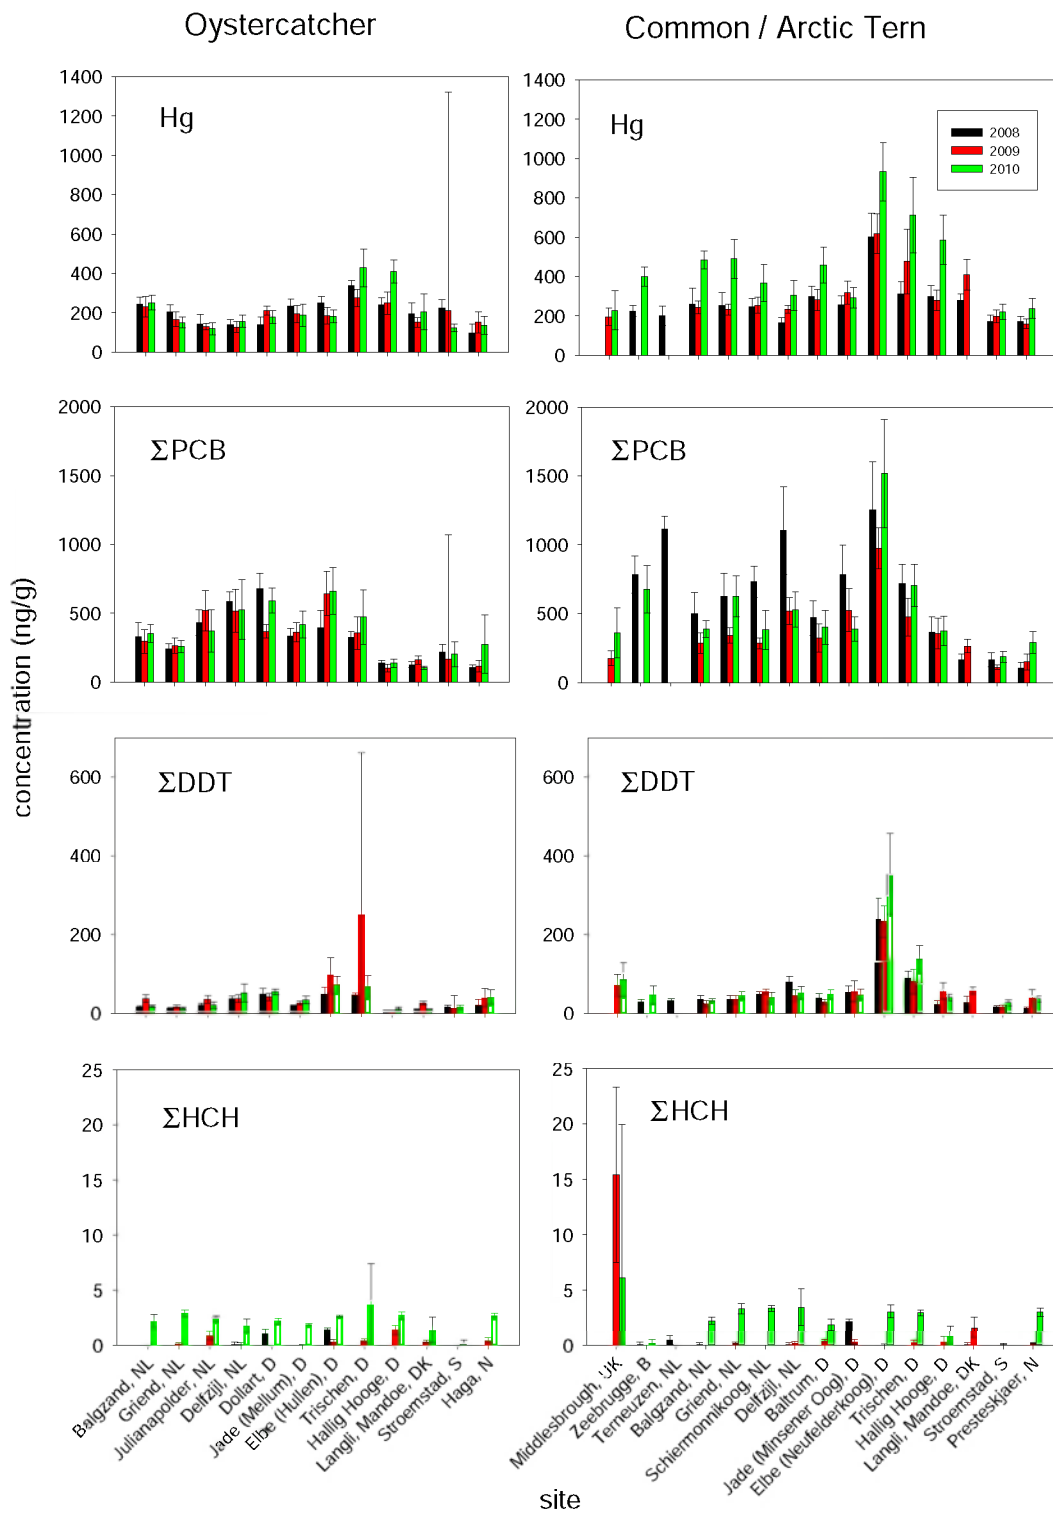 Oystercatcher
Common / Arctic Tern
1400
1200
1000
800
600
400
200
0
Hg
1400
1200
1000
800
600
400
200
0
Hg
2008
2009
2010
2000
1500
1000
500
0
ΣPCB
2000
1500
1000
500
0
ΣPCB
concentration (ng/g)
600
400
200
0
ΣDDT
600
400
200
0
ΣDDT
25
20
15
10
5
0
ΣHCH
25
20
15
10
5
0
ΣHCH
Balgzand, NL
Griend, NL
Julianapolder, NL
Delfzijl, NL
Dollart, D
Jade (Mellum), D
Elbe (Hullen), D
Trischen, D
Hallig Hooge, D
Langli, Mandoe, DK
Stroemstad, S
Haga, N
Middlesbrough, UK
Zeebrugge, B
Terneuzen, NL
Balgzand, NL
Griend, NL
Schiermonnikoog, NL
Delfzijl, NL
Baltrum, D
Jade (Minsener Oog), D
Elbe (Neufelderkoog), D
Trischen, D
Hallig Hooge, D
Langli, Mandoe, DK
Stroemstad, S
Presteskjaer, N
site